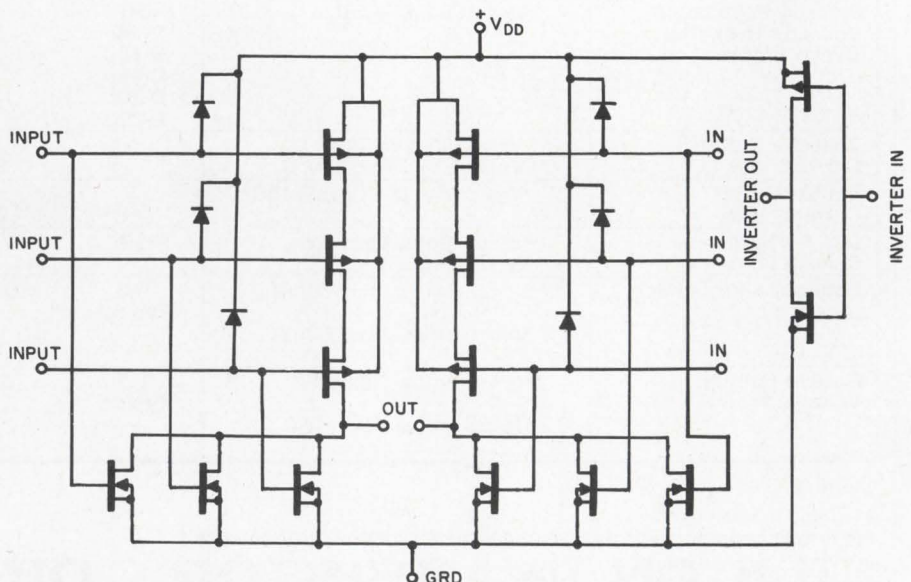 +
VDD
INPUT
IN
INPUT
IN
INPUT
IN
INVERTER OUT
INVERTER IN
OUT
GRD